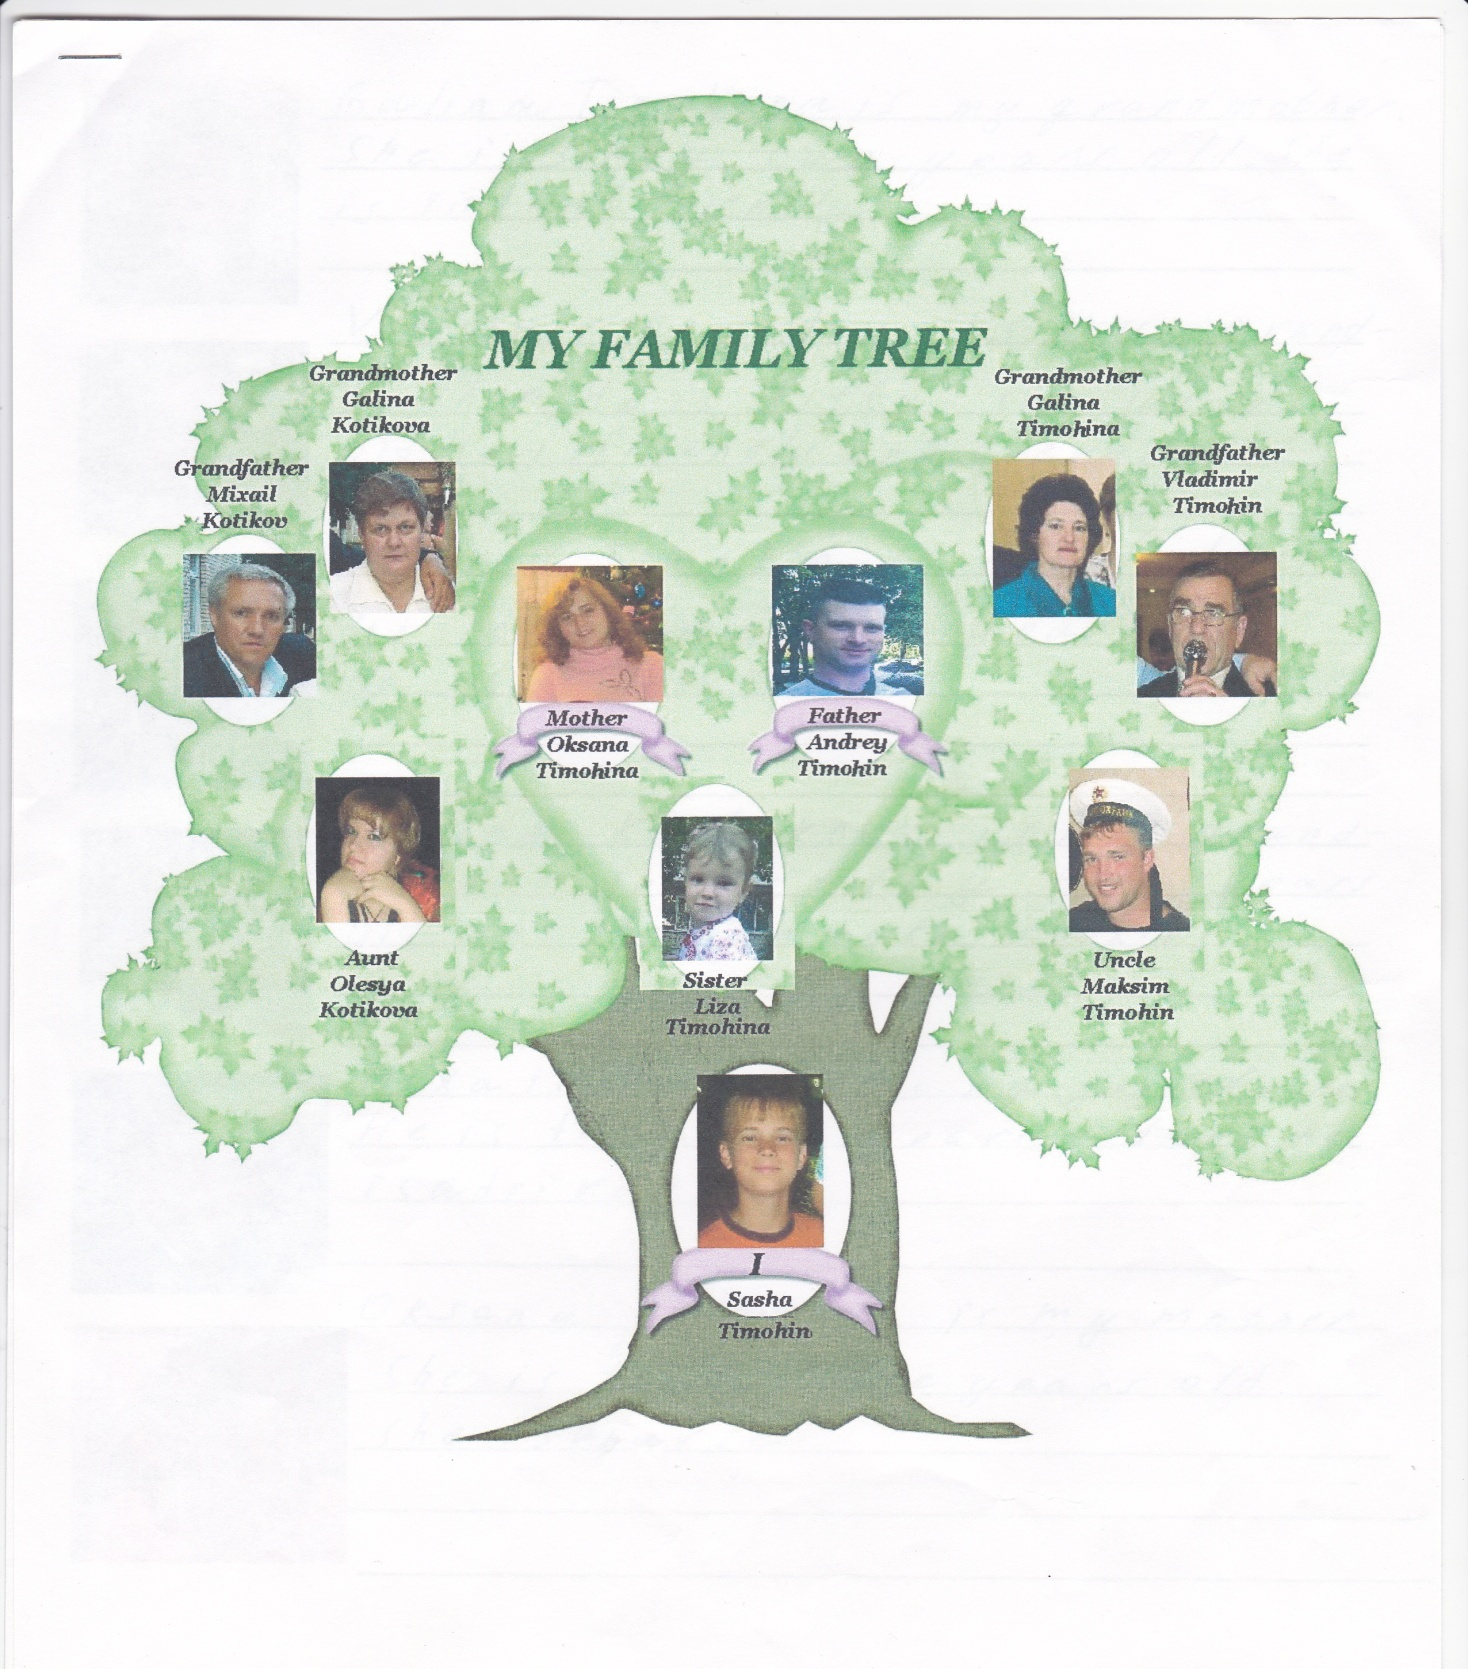 MY FAMILY TREE
Grandmother
Galina
Kotikova
Grandfather
Mixail
Kotikov
Grandmother
Galina
Timohina
Grandfather
Vladimir
Timohin
Mother
Oksana
Timohina
Father
Andrey
Timohin
Aunt
Olesya
Kotikova
Sister
Liza
Timohina
Uncle
Maksim
Timohin
I
Sasha
Timohin